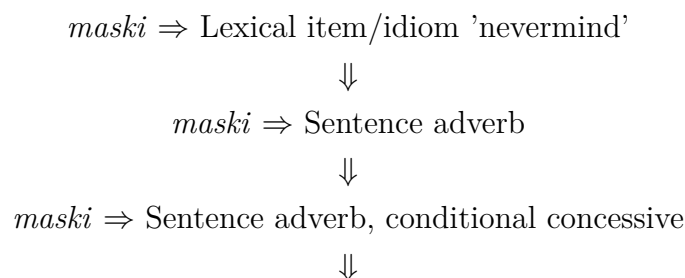 maski ⇒ Lexical item/idiom ’nevermind’
⇓
maski ⇒ Sentence adverb
⇓
maski ⇒ Sentence adverb, conditional concessive
⇓